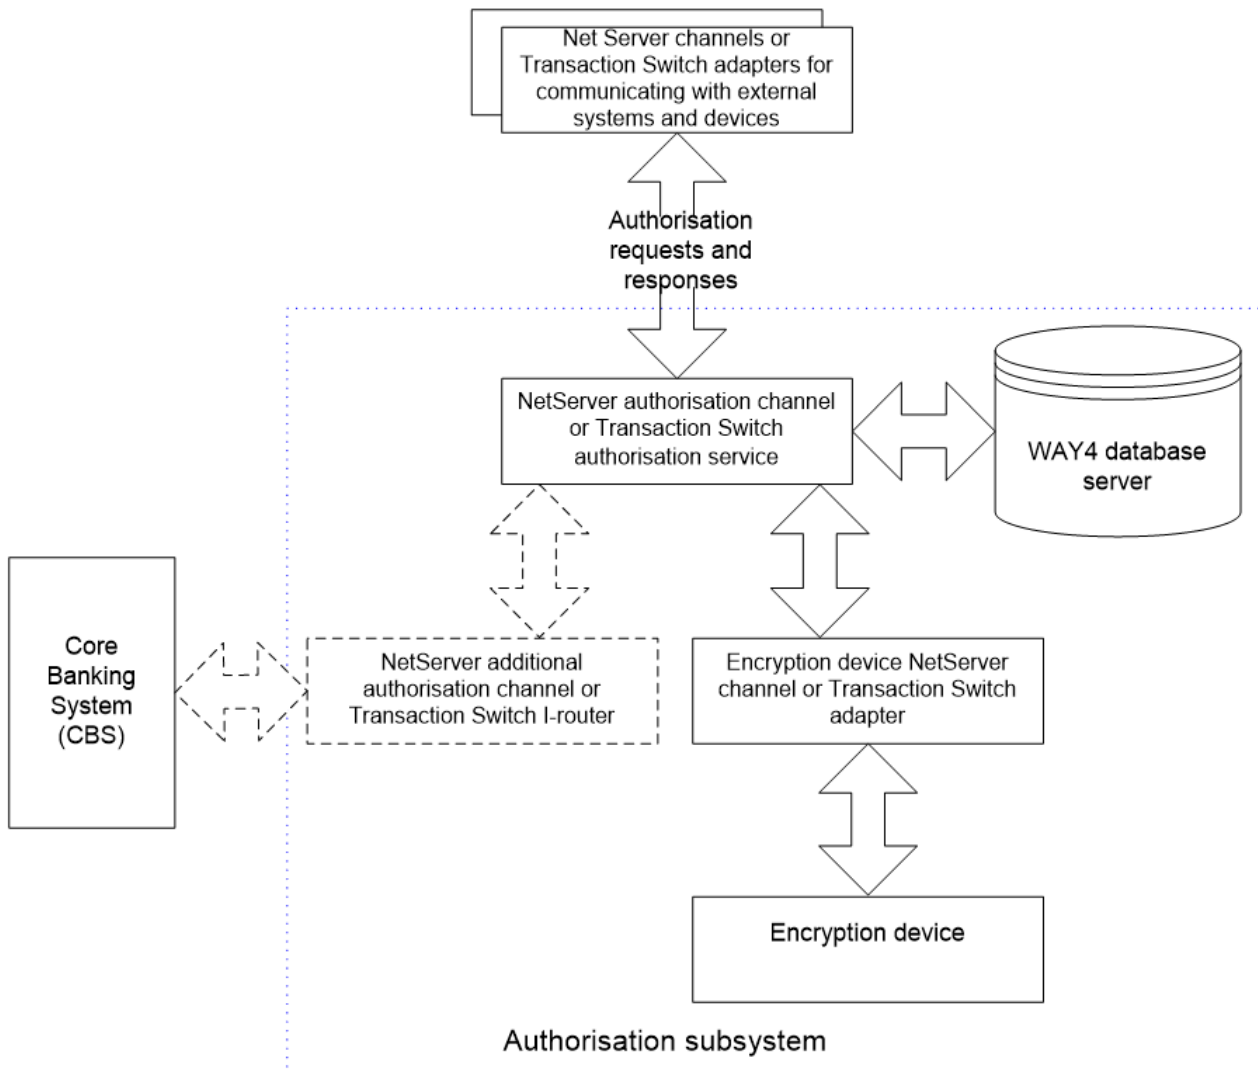 Net Server channels or
Transaction Switch adapters for
communicating with external
systems and devices
Authorisation
requests and
responses
NetServer authorisation channel
or Transaction Switch
authorisation service
WAY4 database
server
Core
Banking
System
(CBS)
NetServer additional
authorisation channel or
Transaction Switch I-router
Encryption device NetServer
channel or Transaction Switch
adapter
Encryption device
Authorisation subsystem